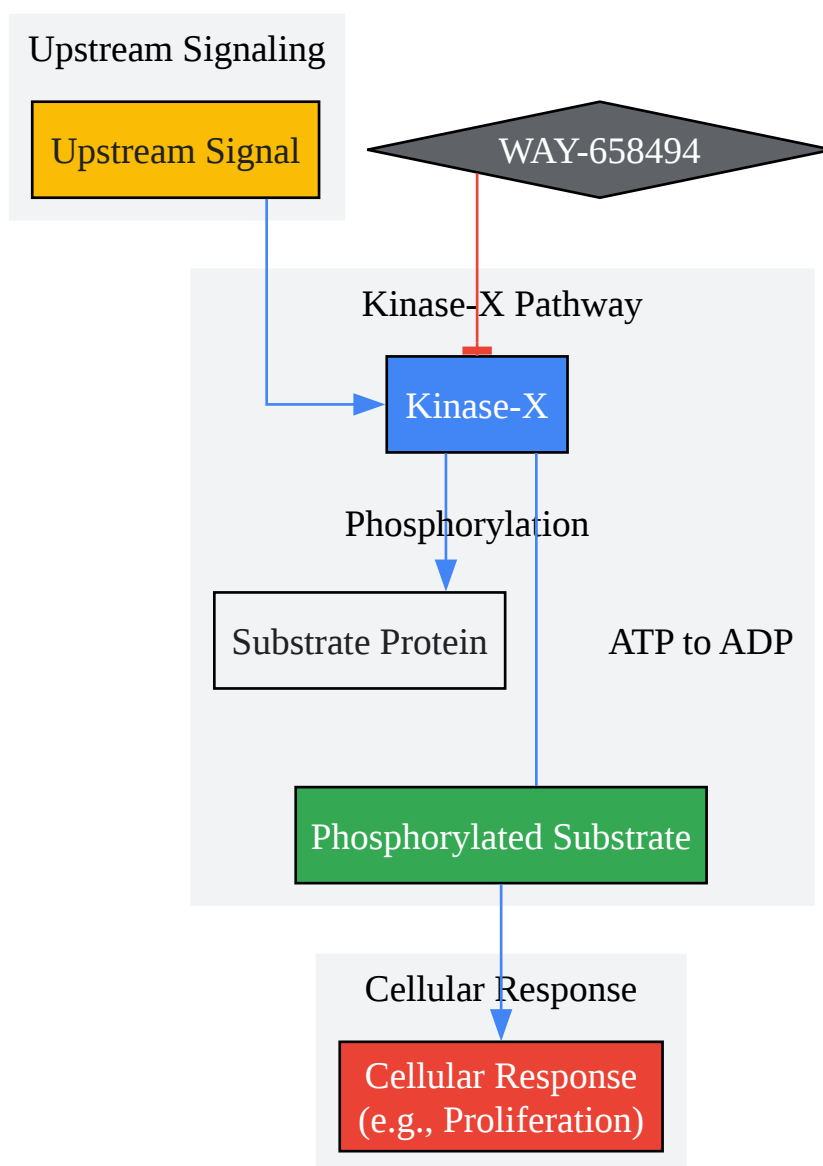 Upstream Signaling
Upstream Signal
WAY-658494
Kinase-X Pathway
Kinase-X
Phosphorylation
Substrate Protein
ATP to ADP
Phosphorylated Substrate
Cellular Response
Cellular Response
(e.g., Proliferation)